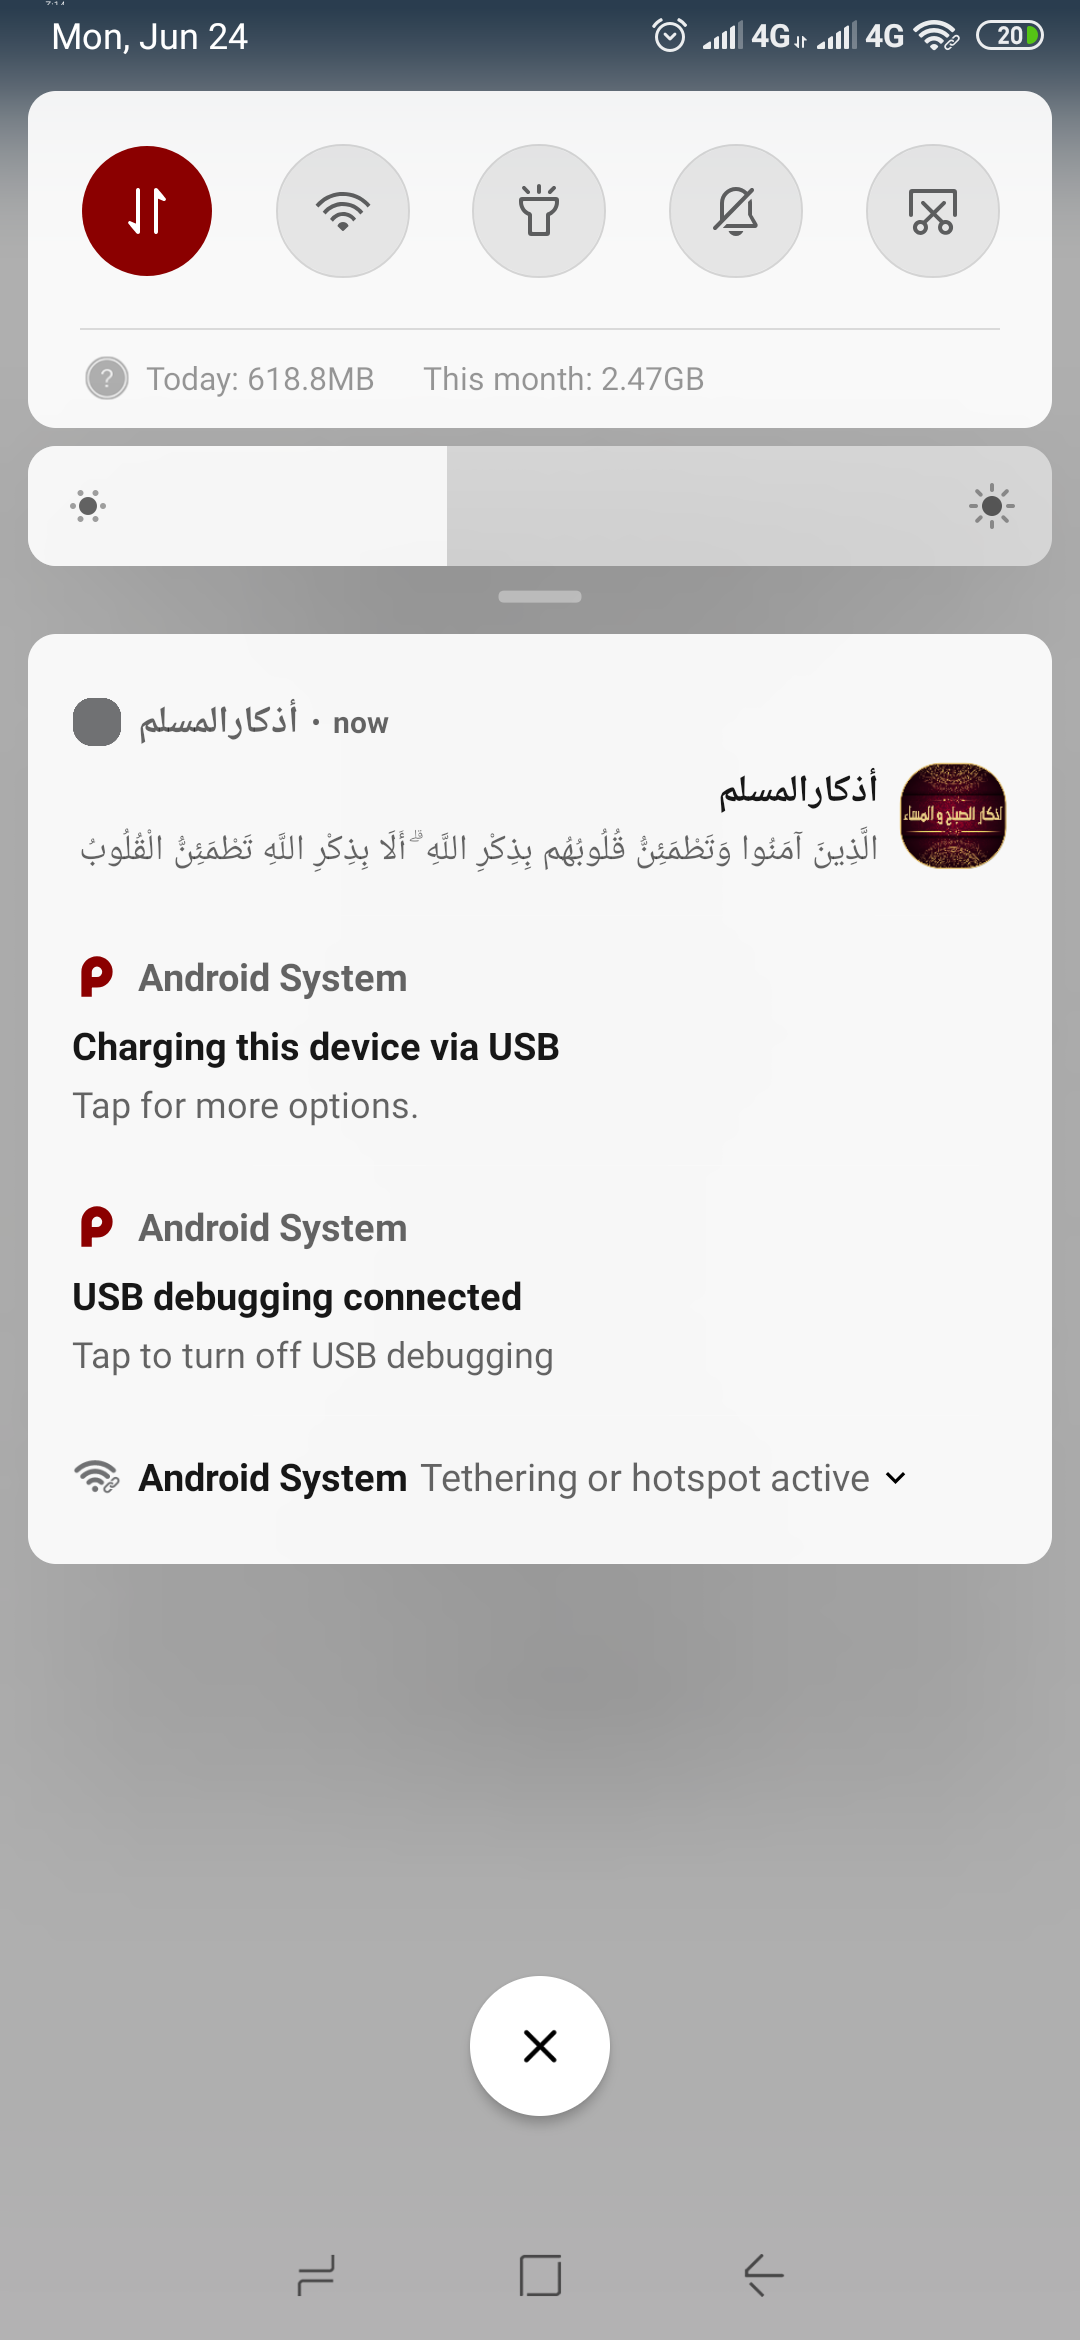 Mon, Jun 24
4G 4G 20
Today: 618.8MB This month: 2.47GB
أذكارالمسلم • now
أذكارالمسلم
اذكار الصباح و المساء
الَّذِينَ آمَنُوا وَتَطْمَئِنُّ قُلُوبُهُم بِذِكْرِ اللَّهِ ۗ أَلَا بِذِكْرِ اللَّهِ تَطْمَئِنُّ الْقُلُوبُ
Android System
Charging this device via USB
Tap for more options.
Android System
USB debugging connected
Tap to turn off USB debugging
Android System Tethering or hotspot active